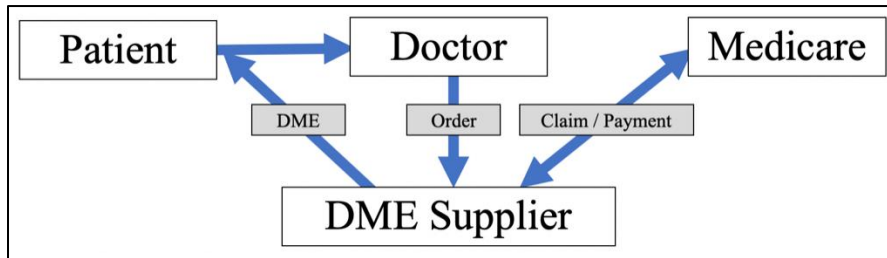 Patient
Doctor
Medicare
DME
Order
Claim / Payment
DME Supplier